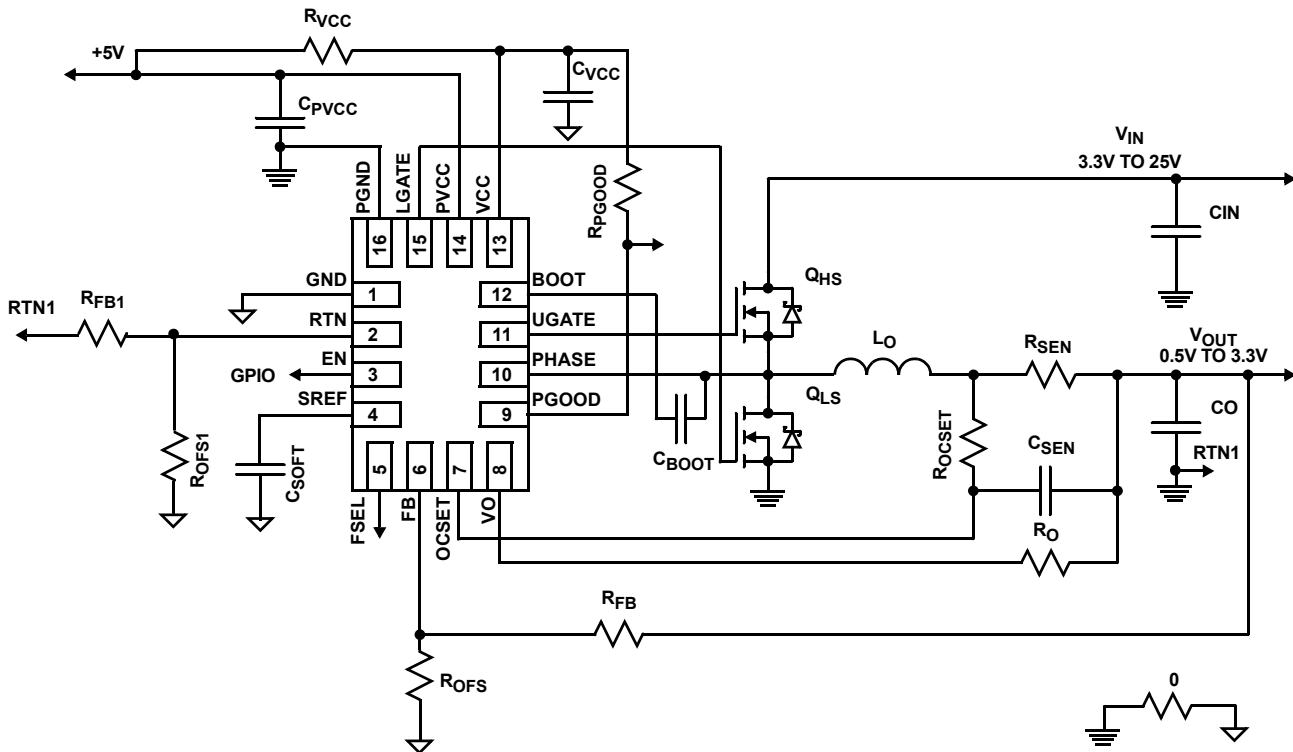 RVCC
+5V
CVCC
CPVCC
VIN
3.3V TO 25V
PGND
LGATE
PVCC
VCC
RPGOOD
CIN
16
15
14
13
GND
1
12
BOOT
QHS
RTN1
RFB1
RTN
2
11
UGATE
LO
RSEN
VOUT
0.5V TO 3.3V
GPIO
EN
3
10
PHASE
QLS
SREF
4
9
PGOOD
CO
ROFS1
CSOFT
5
6
7
8
CBOOT
ROCSET
CSEN
RTN1
FSEL
FB
OCSET
VO
RO
RFB
ROFS
0